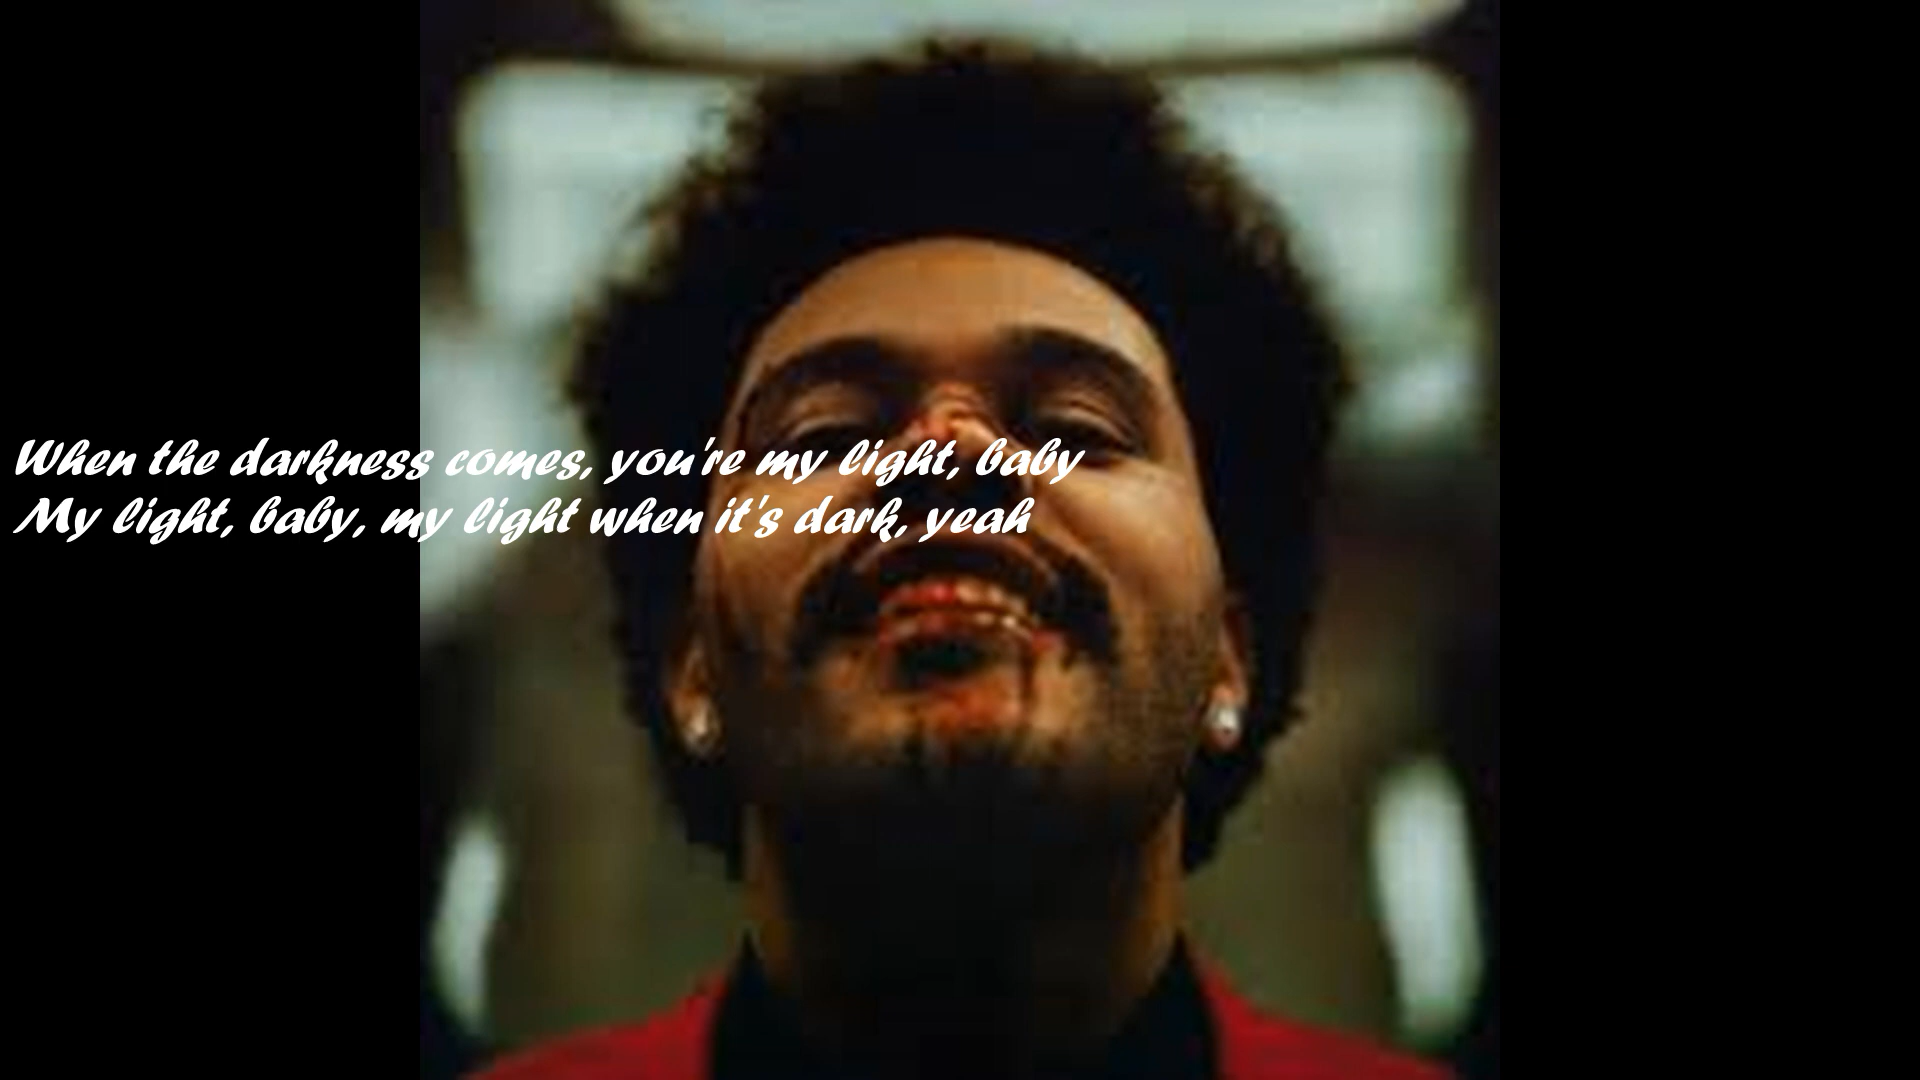 When the darkness comes, you're my light, baby
My light, baby, my light when it's dark, yeah